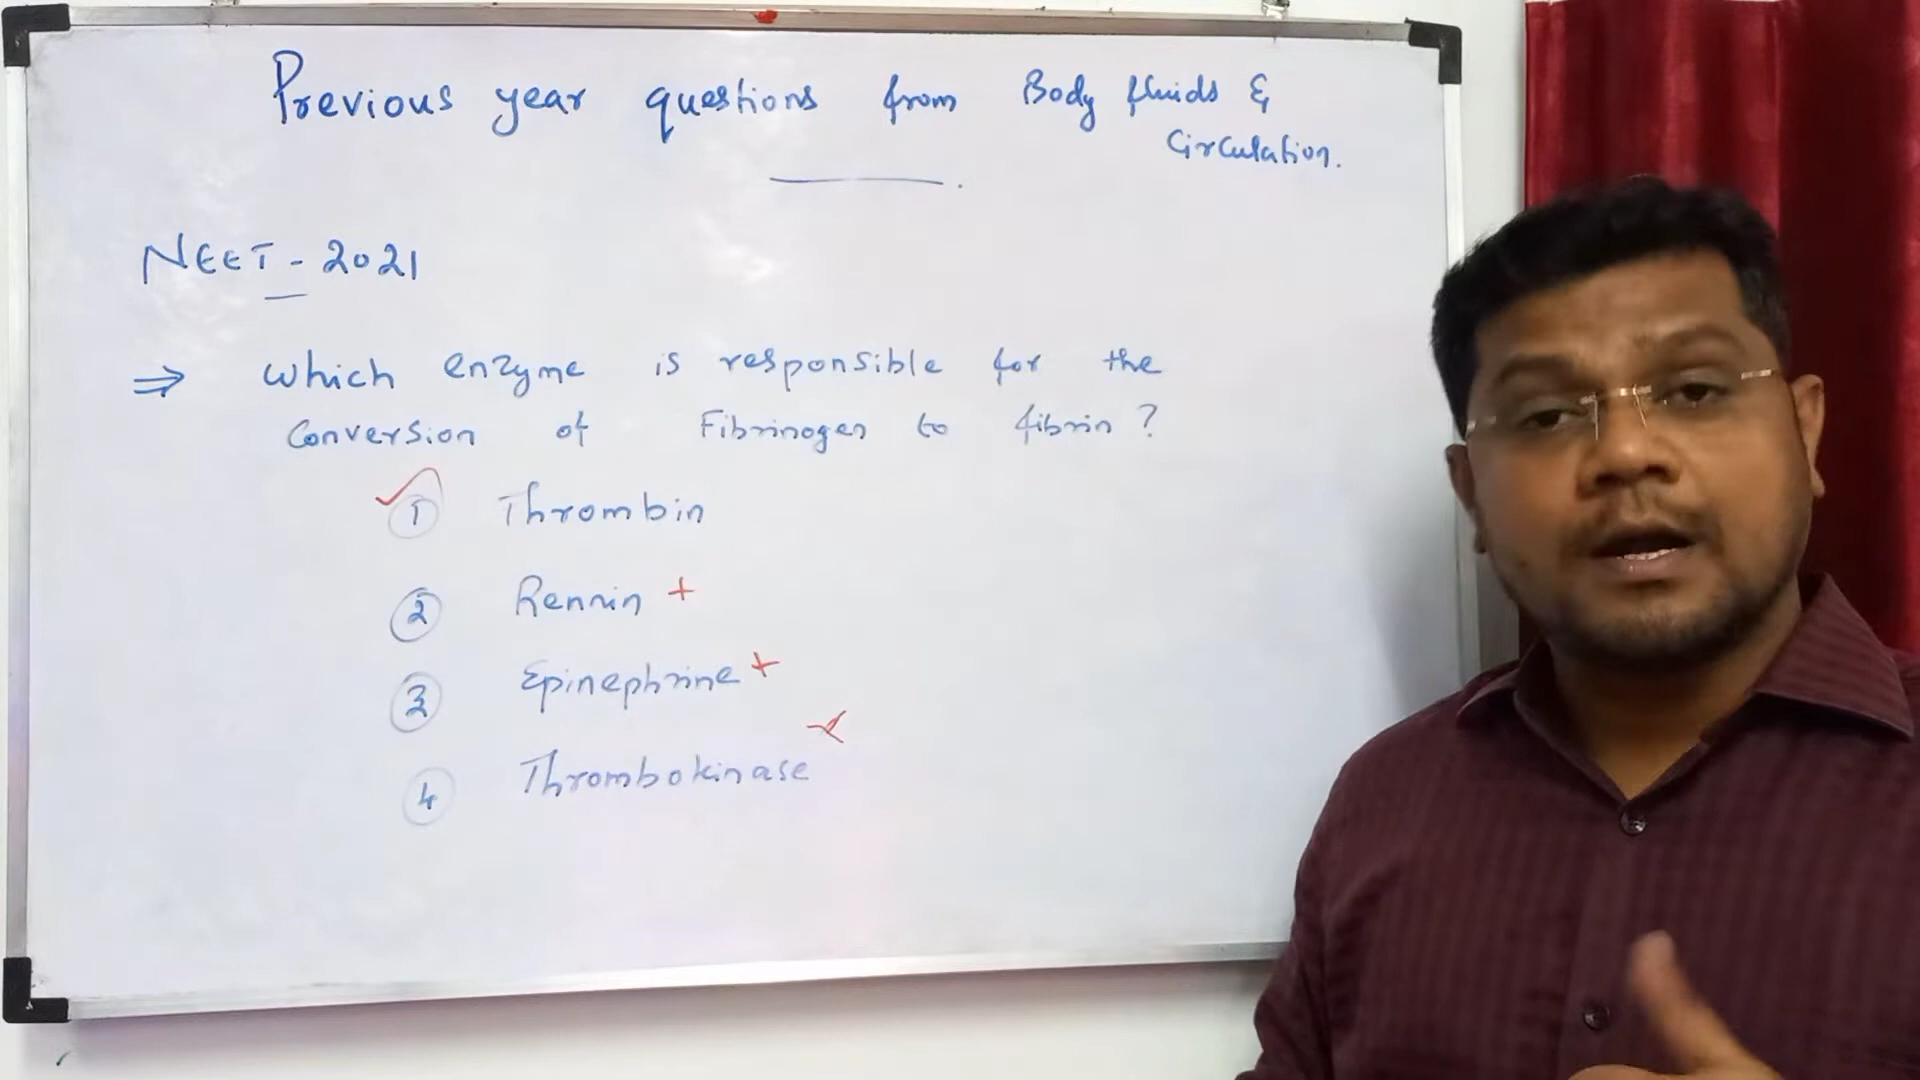 Previous year questions from Body fluids &
Circulation.
NEET - 2021
⇒ Which enzyme is responsible for the
Conversion of Fibrinogen to fibrin ?
1 Thrombin
2 Rennin
3 Epinephrine
4 Thrombokinase